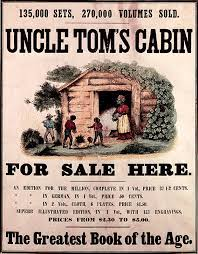 135,000 SETS, 270,000 VOLUMES SOLD.
UNCLE TOM'S CABIN
FOR SALE HERE.
AN EDITION FOR THE MILLION, COMPLETE IN 1 Vol., PRICE 37 1-2 CENTS.
" " IN GERMAN, IN 1 Vol., PRICE 50 CENTS.
" " IN 2 Vols., CLOTH, 6 PLATES, PRICE $1.50.
SUPERB ILLUSTRATED EDITION, IN 1 Vol., WITH 153 ENGRAVINGS,
PRICES FROM $2.50 TO $5.00.
The Greatest Book of the Age.